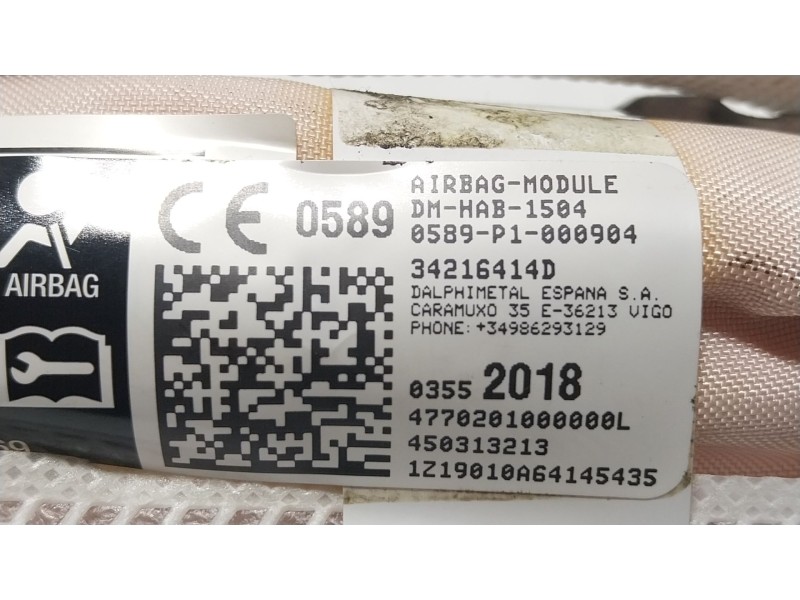 AIRBAG
CE 0589
AIRBAG-MODULE
DM-HAB-1504
0589-P1-000904
34216414D
DALPHIMETAL ESPANA S.A.
CARAMUXO 35 E-36213 VIGO
PHONE: +34986293129
0355 2018
4770201000000L
450313213
1Z19010A64145435